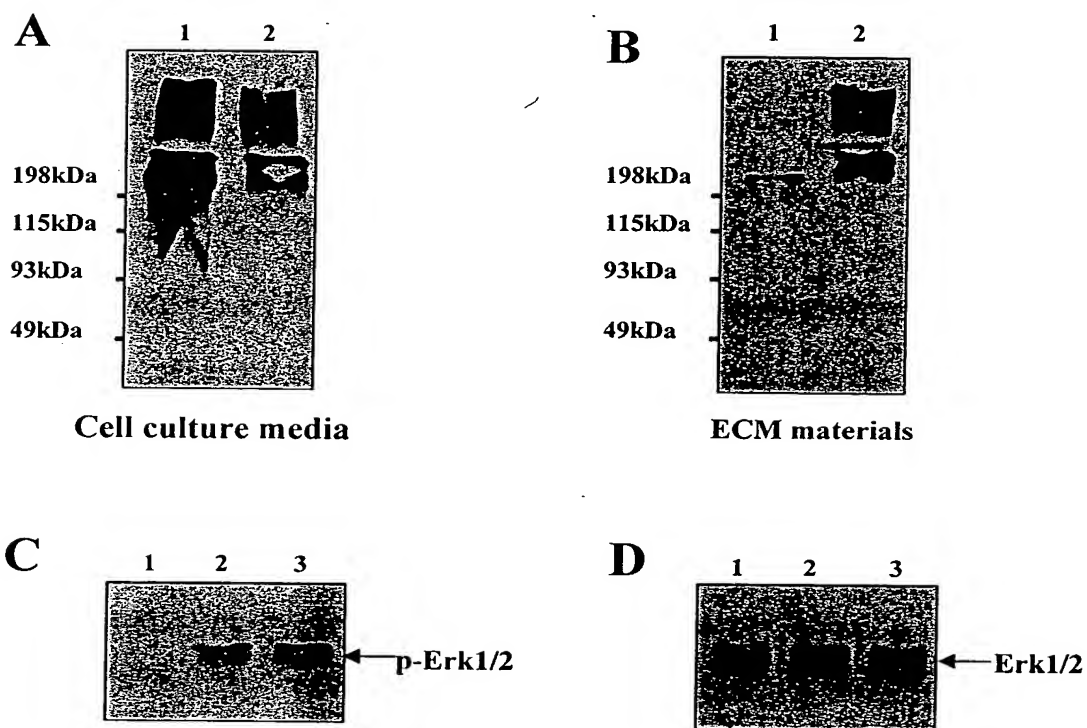 A
1 2
198kDa
115kDa
93kDa
49kDa
Cell culture media
B
1 2
198kDa
115kDa
93kDa
49kDa
ECM materials
C
1 2 3
p-Erk1/2
D
1 2 3
Erk1/2